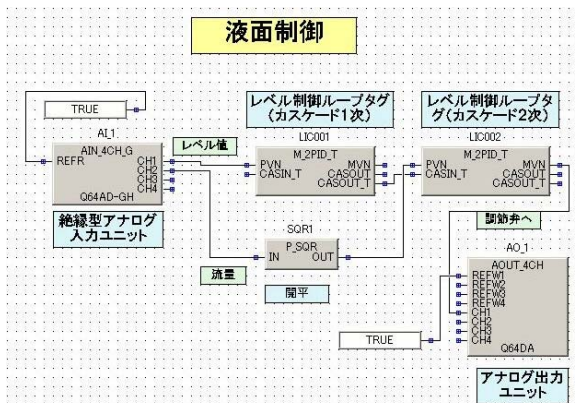 液面制御
TRUE
AI_1
AIN_4CH_G
REFR CH1
CH2
CH3
CH4
Q64AD-GH
絶縁型アナログ
入力ユニット
レベル値
レベル制御ループタグ
(カスケード1次)
LIC001
M_2PID_T
PVN MVN
CASIN_T CASOUT
CASOUT_T
レベル制御ループタ
グ(カスケード2次)
LIC002
M_2PID_T
PVN MVN
CASIN_T CASOUT
CASOUT_T
SQR1
P_SQR
IN OUT
流量
開平
調節弁へ
AO_1
AOUT_4CH
REFW1
REFW2
REFW3
REFW4
CH1
CH2
CH3
CH4
Q64DA
TRUE
アナログ出力
ユニット